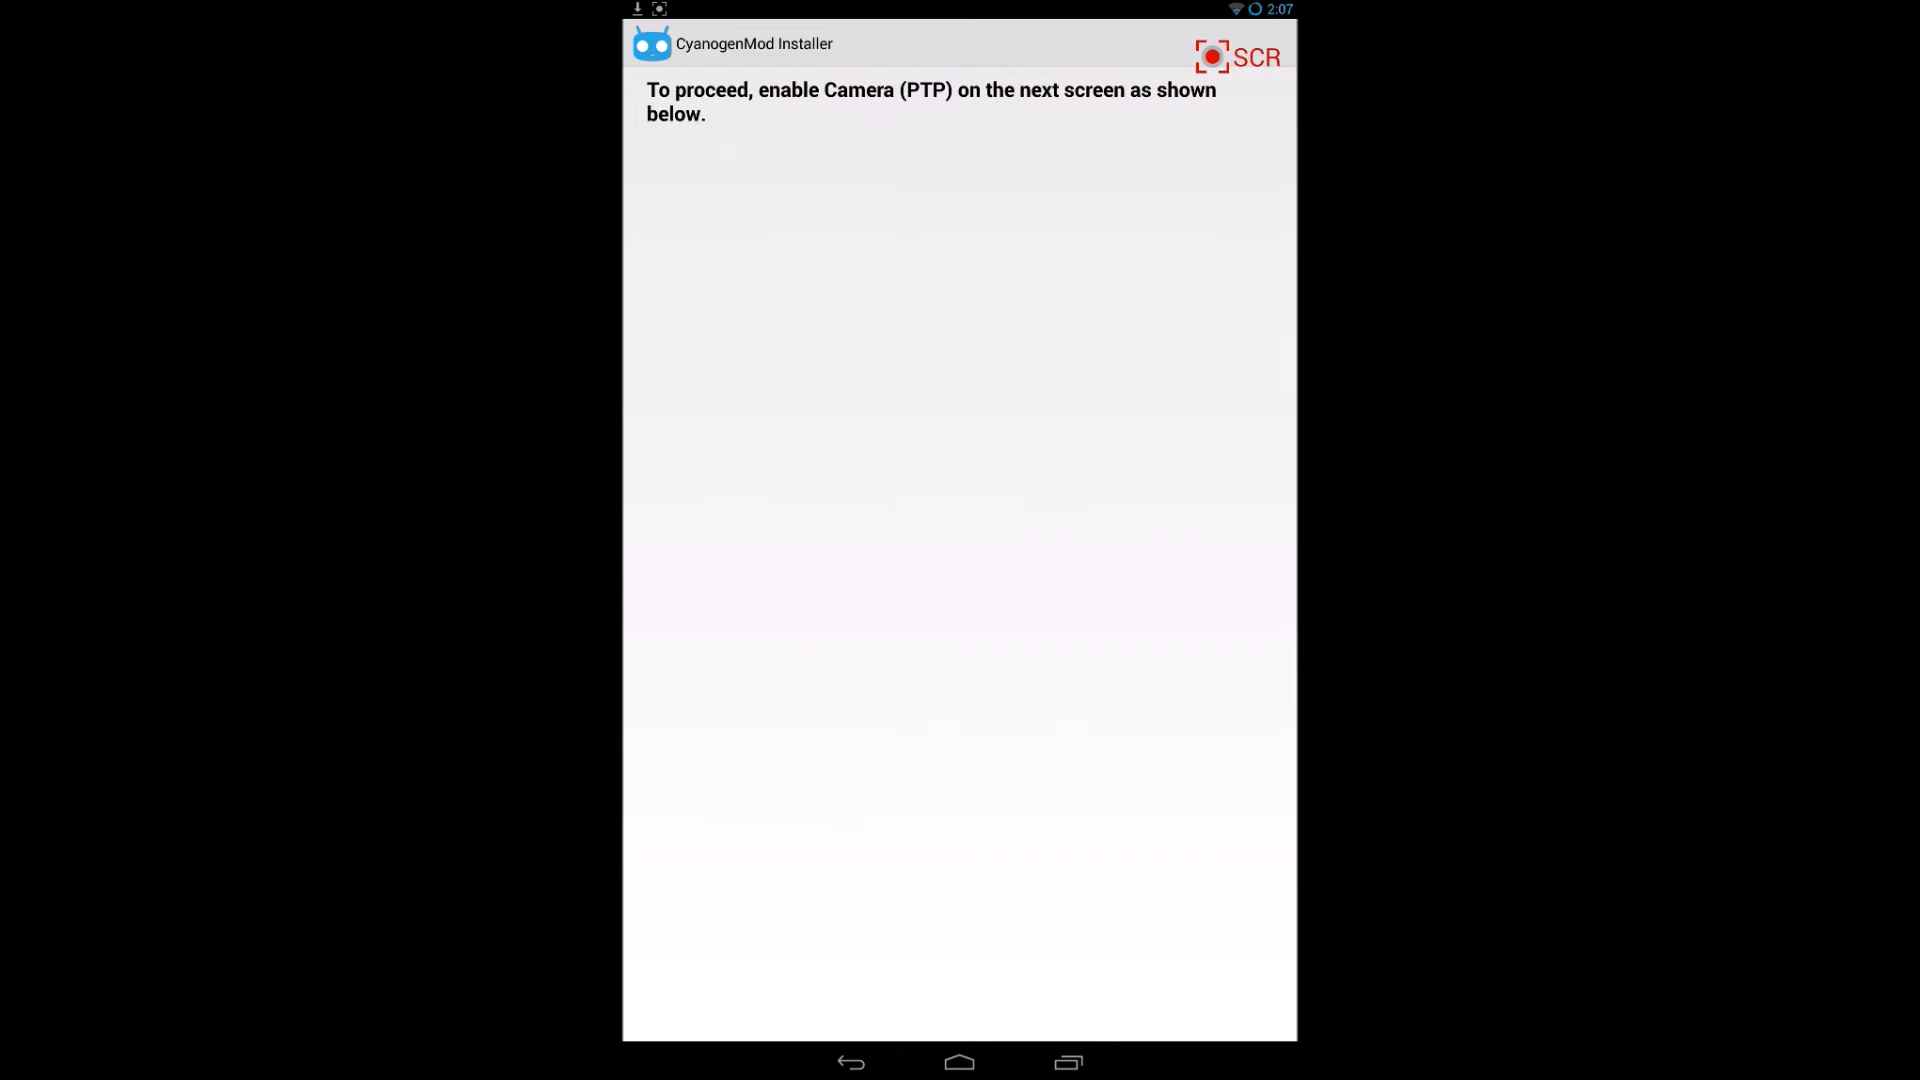 2:07
CyanogenMod Installer
SCR
To proceed, enable Camera (PTP) on the next screen as shown
below.